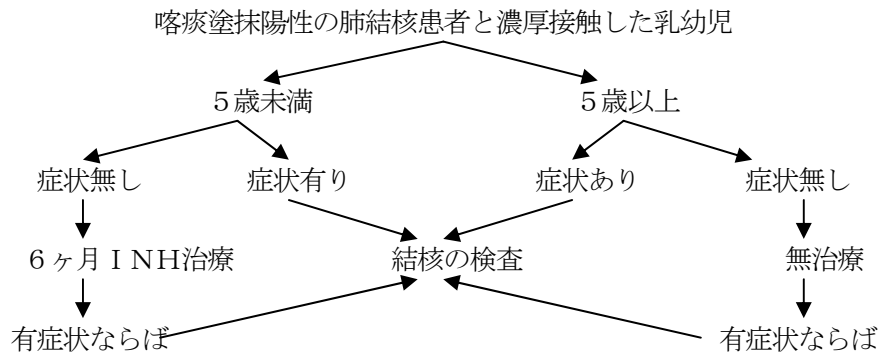 喀痰塗抹陽性の肺結核患者と濃厚接触した乳幼児
５歳未満 ５歳以上
症状無し 症状有り 症状あり 症状無し
６ヶ月ＩＮＨ治療 結核の検査 無治療
有症状ならば 有症状ならば